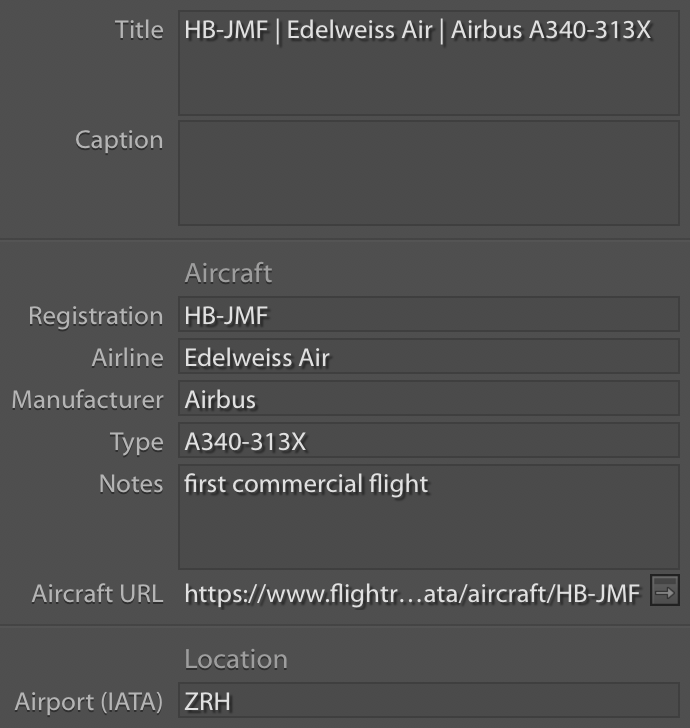 Title HB-JMF | Edelweiss Air | Airbus A340-313X
Caption
Aircraft
Registration HB-JMF
Airline Edelweiss Air
Manufacturer Airbus
Type A340-313X
Notes first commercial flight
Aircraft URL https://www.flightr…ata/aircraft/HB-JMF
Location
Airport (IATA) ZRH